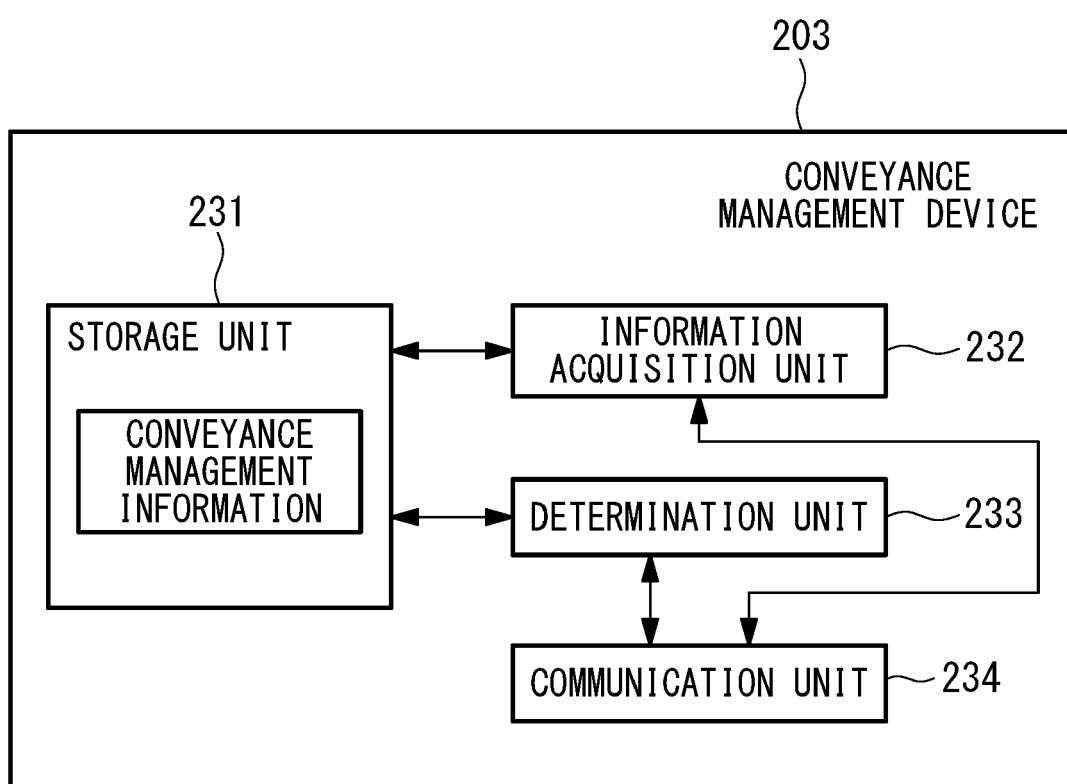 203
CONVEYANCE
MANAGEMENT DEVICE
231
STORAGE UNIT
CONVEYANCE
MANAGEMENT
INFORMATION
INFORMATION
ACQUISITION UNIT
232
DETERMINATION UNIT
233
COMMUNICATION UNIT
234